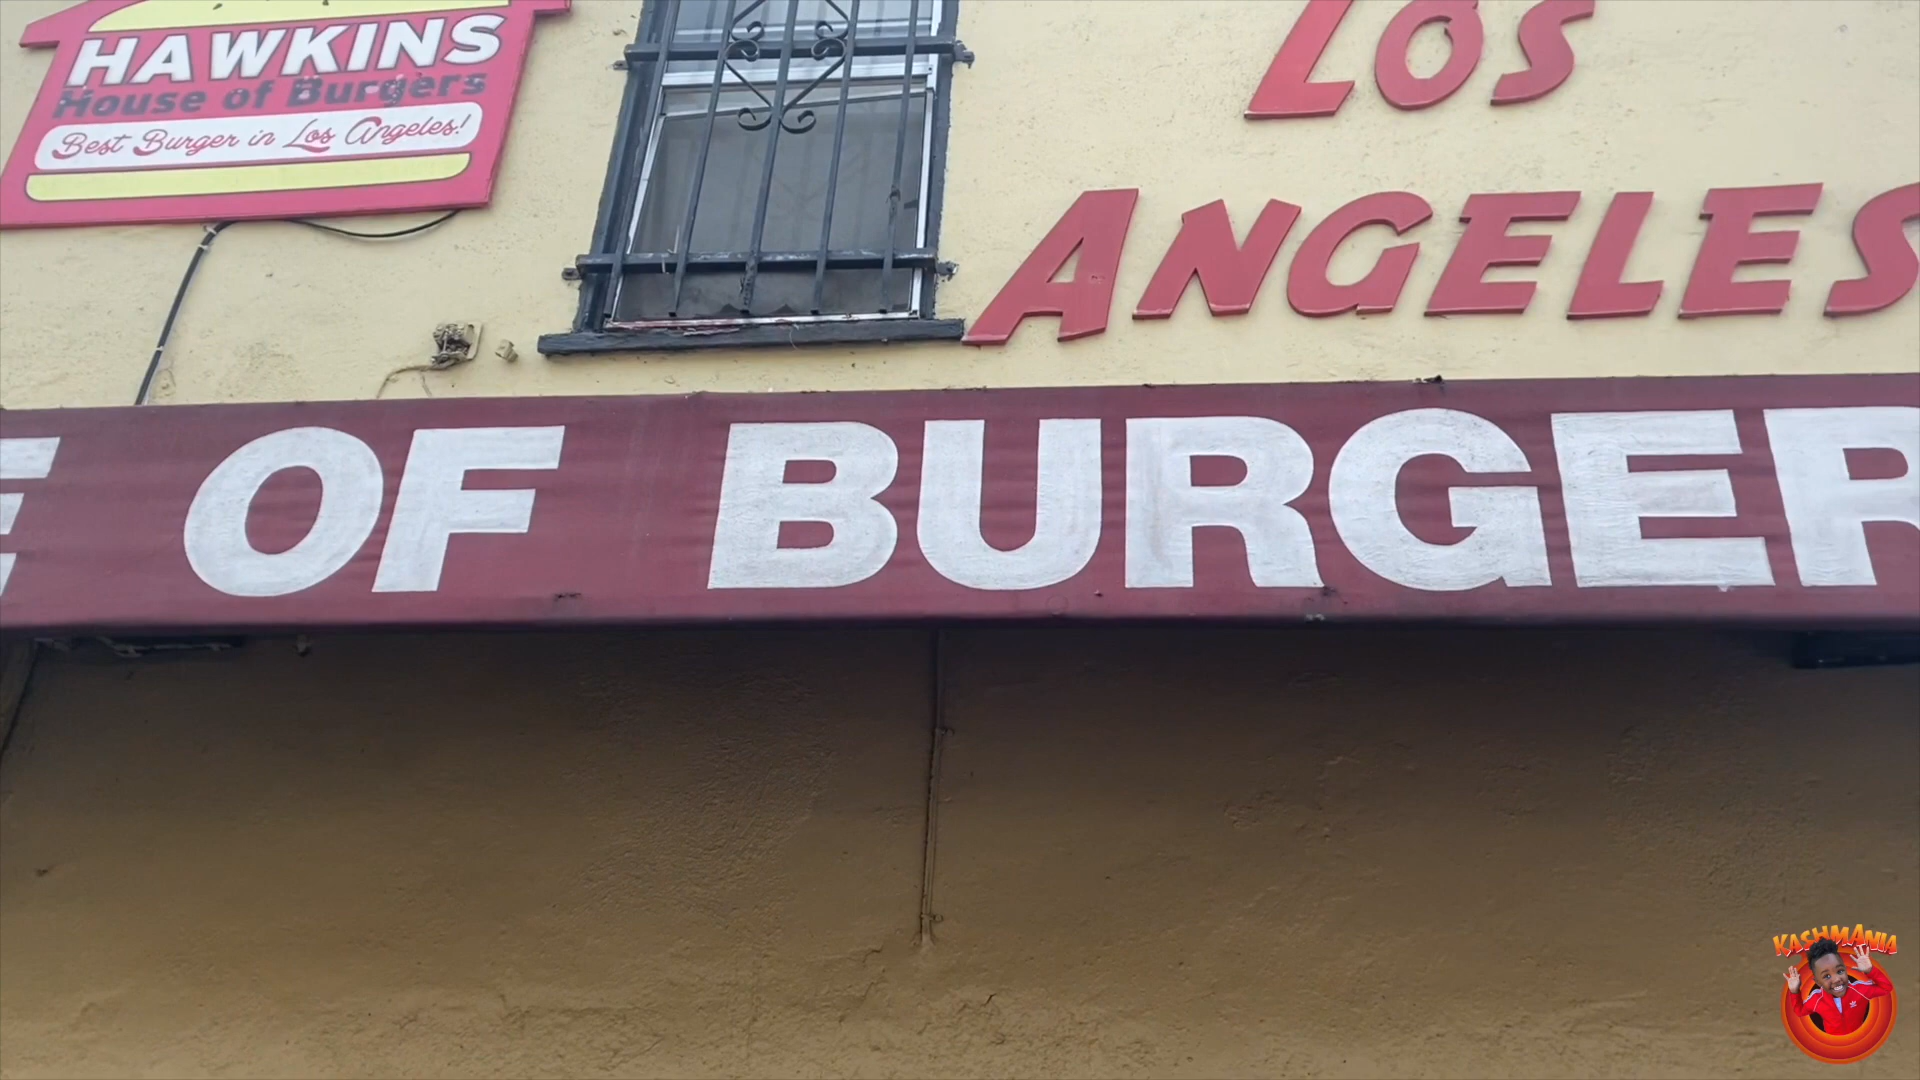 HAWKINS
House of Burgers
Best Burger in Los Angeles!
LOS
ANGELES
E OF BURGER
KASHMANIA